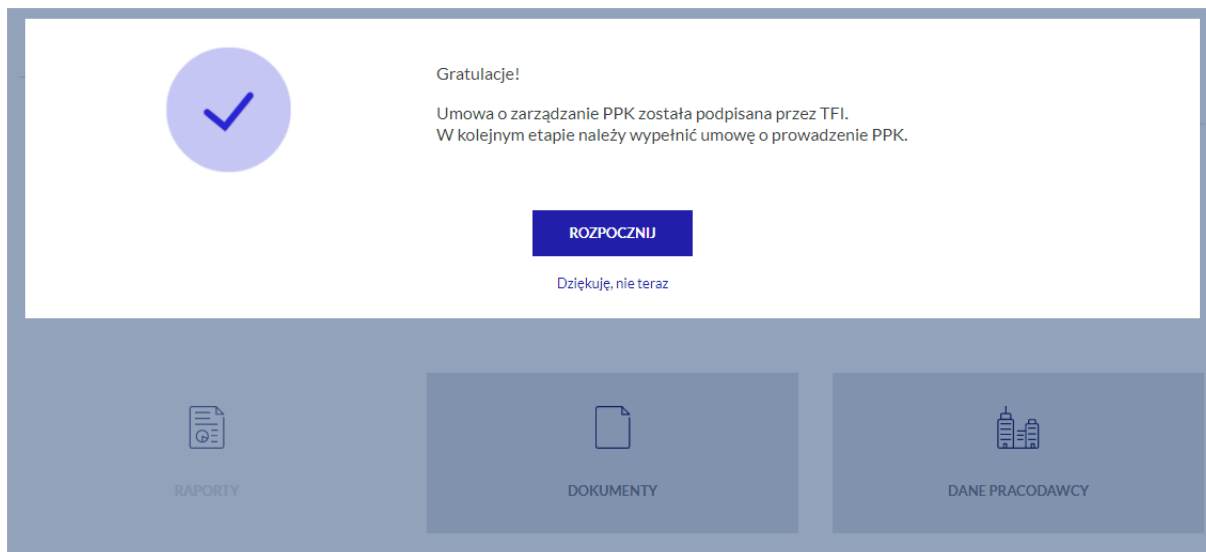 Gratulacje!
Umowa o zarządzanie PPK została podpisana przez TFI.
W kolejnym etapie należy wypełnić umowę o prowadzenie PPK.
ROZPOCZNIJ
Dziękuję, nie teraz
RAPORTY
DOKUMENTY
DANE PRACODAWCY